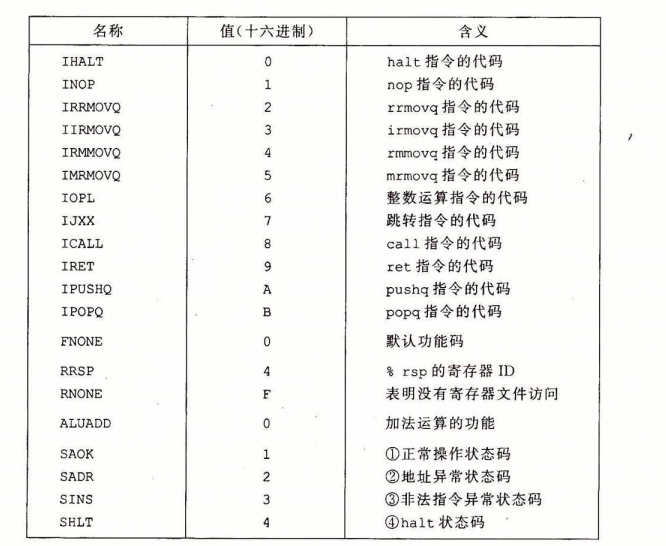 名称 值(十六进制) 含义
IHALT 0 halt 指令的代码
INOP 1 nop 指令的代码
IRRMOVQ 2 rrmovq 指令的代码
IIRMOVQ 3 irmovq 指令的代码
IRMMOVQ 4 rmmovq 指令的代码
IMRMOVQ 5 mrmovq 指令的代码
IOPL 6 整数运算指令的代码
IJXX 7 跳转指令的代码
ICALL 8 call 指令的代码
IRET 9 ret 指令的代码
IPUSHQ A pushq 指令的代码
IPOPQ B popq 指令的代码
FNONE 0 默认功能码
RRSP 4 % rsp 的寄存器 ID
RNONE F 表明没有寄存器文件访问
ALUADD 0 加法运算的功能
SAOK 1 ①正常操作状态码
SADR 2 ②地址异常状态码
SINS 3 ③非法指令异常状态码
SHLT 4 ④halt 状态码